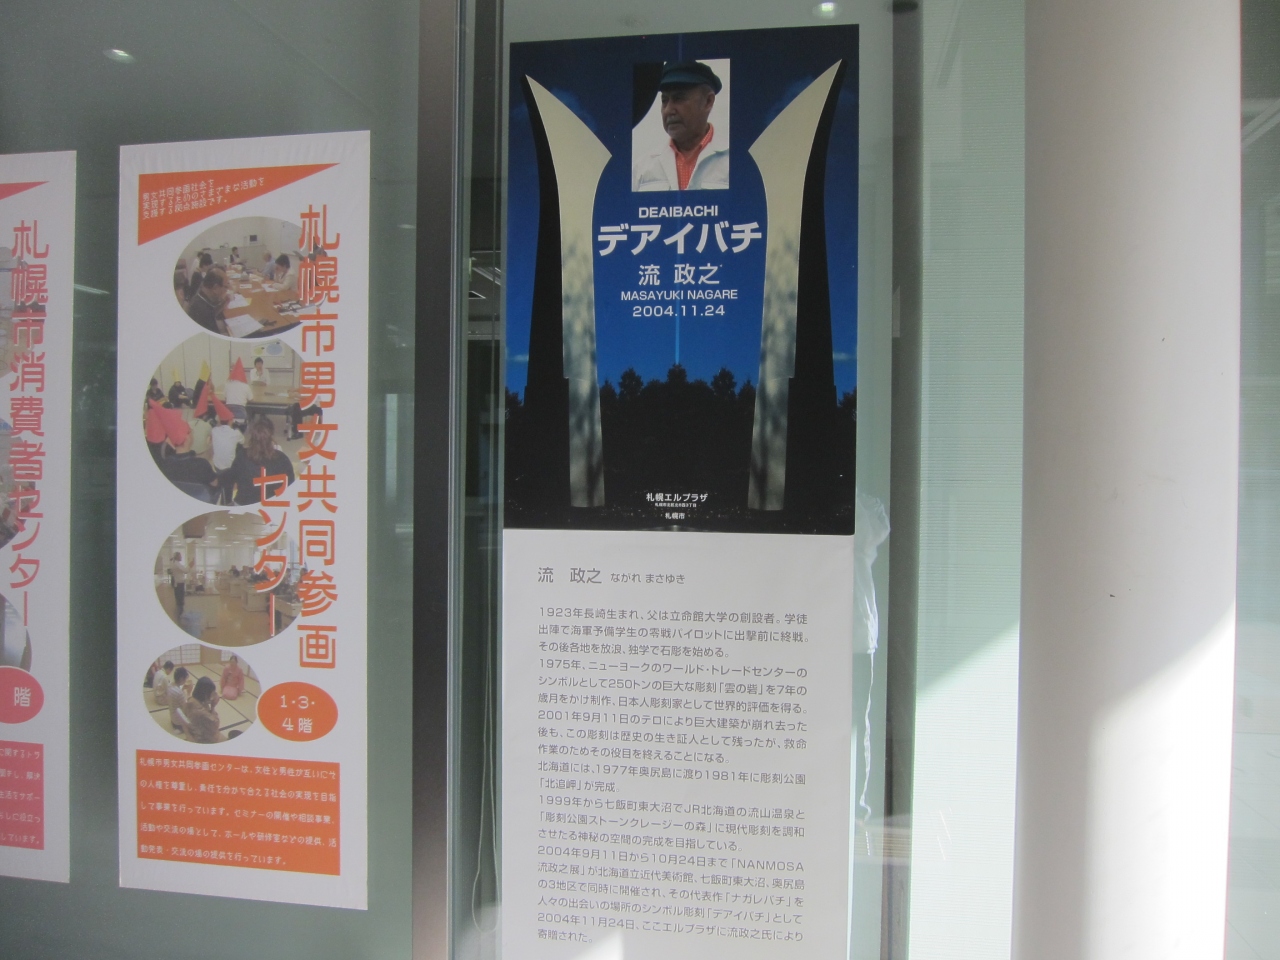 札幌市消費者センター
階
男女共同参画社会を
実現するためのさまざまな活動を
支援する拠点施設です。
札幌市男女共同参画
センター
1・3・
4階
札幌市男女共同参画センターは、女性と男性が互いにそ
の人権を尊重し、責任を分かち合える社会の実現を目指
して事業を行っています。セミナーの開催や相談事業、
活動や交流の場として、ホールや研修室などの提供、活
動発表・交流の場の提供を行っています。
DEAIBACHI
デアイバチ
流 政之
MASAYUKI NAGARE
2004.11.24
札幌エルプラザ
札幌市
流 政之 ながれ まさゆき
1923年長崎生まれ、父は立命館大学の創設者。学徒
出陣で海軍予備学生の零戦パイロットに出撃前に終戦。
その後各地を放浪、独学で石彫を始める。
1975年、ニューヨークのワールド・トレードセンターの
シンボルとして250トンの巨大な彫刻「雲の砦」を7年の
歳月をかけ制作、日本人彫刻家として世界的評価を得る。
2001年9月11日のテロにより巨大建築が崩れ去った
後も、この彫刻は歴史の生き証人として残ったが、救命
作業のためその役目を終えることになる。
北海道には、1977年奥尻島に渡り1981年に彫刻公園
「北追岬」が完成。
1999年から七飯町東大沼でJR北海道の流山温泉と
「彫刻公園ストーンクレージーの森」に現代彫刻を調和
させたる神秘の空間の完成を目指している。
2004年9月11日から10月24日まで「NANMOSA
流政之展」が北海道立近代美術館、七飯町東大沼、奥尻島
の3地区で同時に開催され、その代表作「ナガレバチ」を
人々の出会いの場所のシンボル彫刻「デアイバチ」として
2004年11月24日、ここエルプラザに流政之氏により
寄贈された。